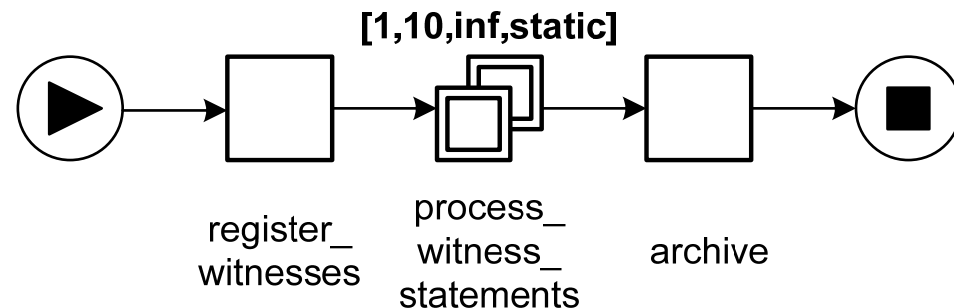 [1,10,inf,static]
register_
witnesses
process_
witness_
statements
archive